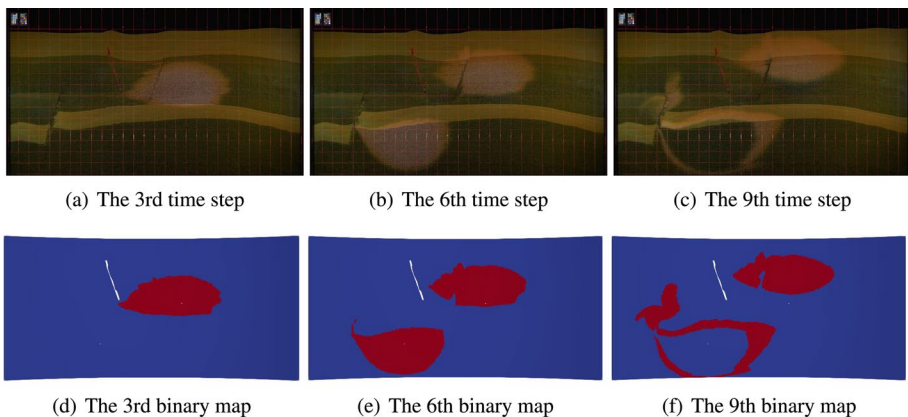 (a) The 3rd time step
(b) The 6th time step
(c) The 9th time step
(d) The 3rd binary map
(e) The 6th binary map
(f) The 9th binary map